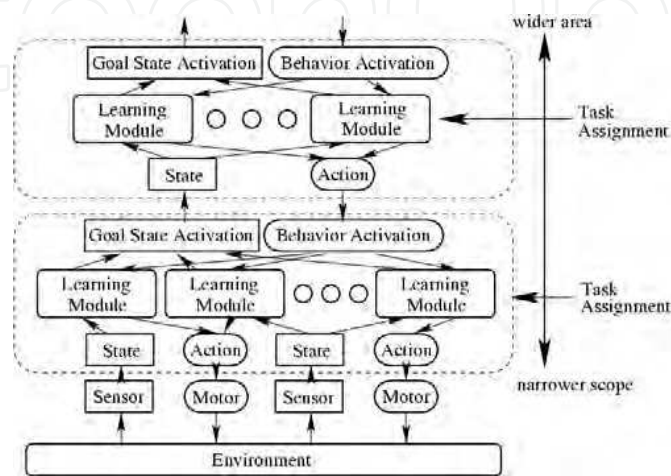 wider area
Goal State Activation
Behavior Activation
Learning
Module
Learning
Module
Task
Assignment
State
Action
Goal State Activation
Behavior Activation
Learning
Module
Learning
Module
Learning
Module
Task
Assignment
State
Action
State
Action
narrower scope
Sensor
Motor
Sensor
Motor
Environment